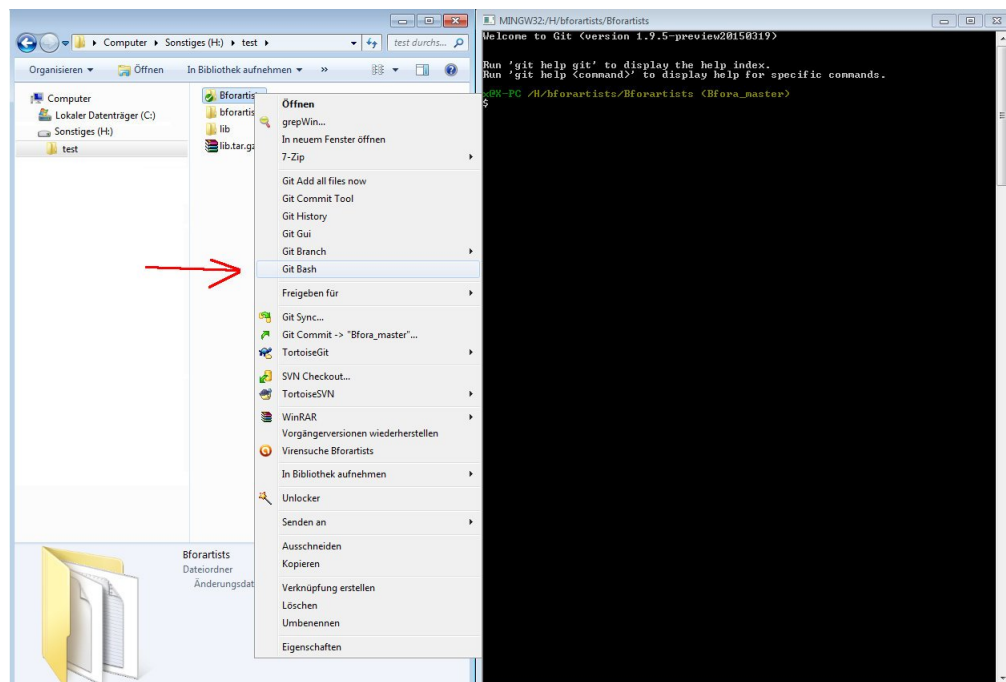 Computer ▸ Sonstiges (H:) ▸ test ▸
test durchs...
Organisieren
Öffnen
In Bibliothek aufnehmen
»
Computer
Lokaler Datenträger (C:)
Sonstiges (H:)
test
Bforartis
bforartis
lib
lib.tar.gz
Öffnen
grepWin...
In neuem Fenster öffnen
7-Zip
Git Add all files now
Git Commit Tool
Git History
Git Gui
Git Branch
Git Bash
Freigeben für
Git Sync...
Git Commit -> "Bfora_master"...
TortoiseGit
SVN Checkout...
TortoiseSVN
WinRAR
Vorgängerversionen wiederherstellen
Virensuche Bforartists
In Bibliothek aufnehmen
Unlocker
Senden an
Ausschneiden
Kopieren
Verknüpfung erstellen
Löschen
Umbenennen
Eigenschaften
Bforartists
Dateiordner
Änderungsdat
MINGW32:/H/bforartists/Bforartists
Welcome to Git (version 1.9.5-preview20150319)
Run 'git help git' to display the help index.
Run 'git help <command>' to display help for specific commands.
x@X-PC /H/bforartists/Bforartists (Bfora_master)
$